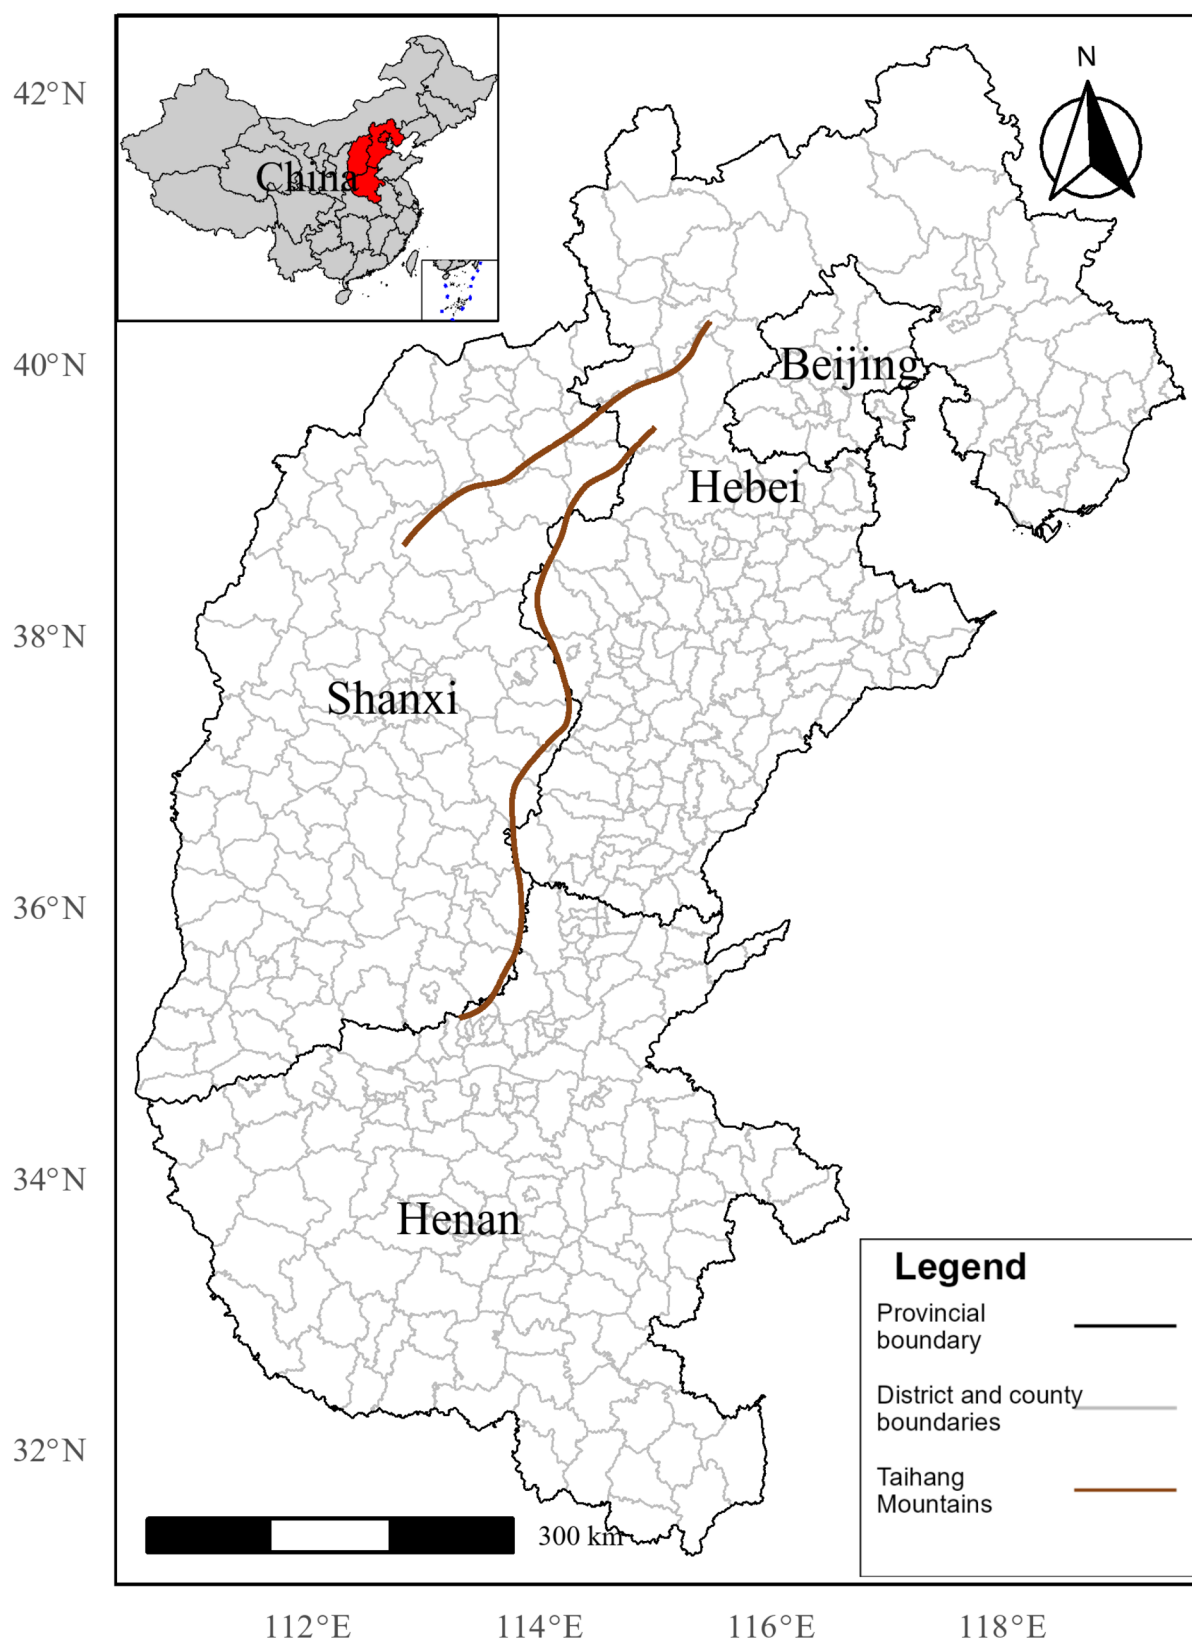 N
42°N
China
40°N
Beijing
Hebei
38°N
Shanxi
36°N
34°N
Henan
Legend
Provincial
boundary
District and county
boundaries
32°N
Taihang
Mountains
300 km
112°E
114°E
116°E
118°E